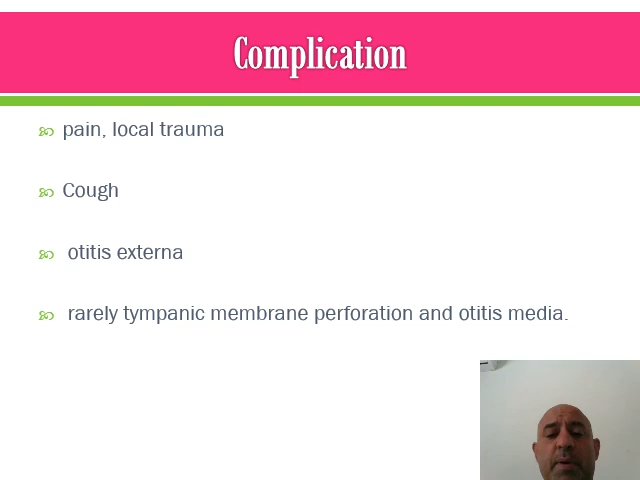 Complication
pain, local trauma
Cough
otitis externa
rarely tympanic membrane perforation and otitis media.